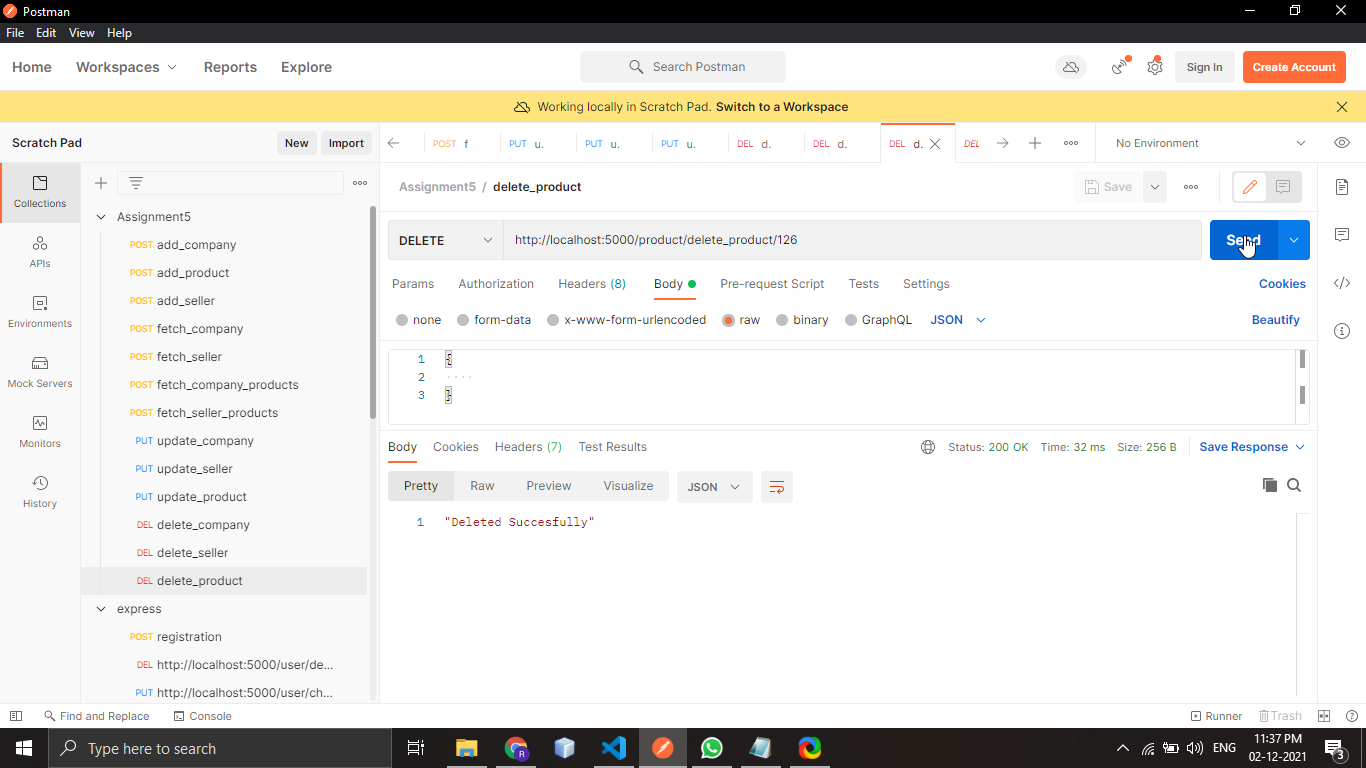 Postman
File Edit View Help
Home Workspaces Reports Explore Search Postman Sign In Create Account
Working locally in Scratch Pad. Switch to a Workspace
Scratch Pad New Import POST f PUT u. PUT u. PUT u. DEL d. DEL d. DEL d. DEL No Environment
Collections
APIs
Environments
Mock Servers
Monitors
History
Assignment5
POST add_company
POST add_product
POST add_seller
POST fetch_company
POST fetch_seller
POST fetch_company_products
POST fetch_seller_products
PUT update_company
PUT update_seller
PUT update_product
DEL delete_company
DEL delete_seller
DEL delete_product
express
POST registration
DEL http://localhost:5000/user/de...
PUT http://localhost:5000/user/ch...
Assignment5 / delete_product Save
DELETE http://localhost:5000/product/delete_product/126 Send
Params Authorization Headers (8) Body Pre-request Script Tests Settings Cookies
none form-data x-www-form-urlencoded raw binary GraphQL JSON Beautify
1 {
2 ····
3 }
Body Cookies Headers (7) Test Results Status: 200 OK Time: 32 ms Size: 256 B Save Response
Pretty Raw Preview Visualize JSON
1 "Deleted Succesfully"
Find and Replace Console Runner Trash
Type here to search R ENG 11:37 PM
02-12-2021 3